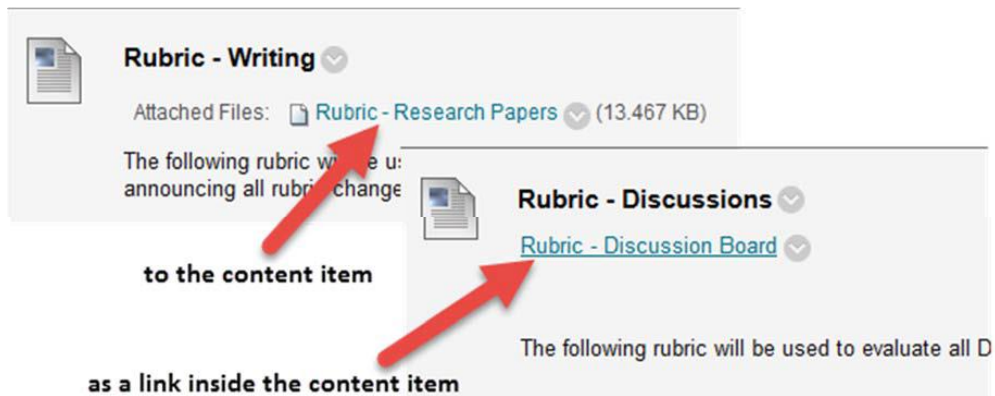 Rubric - Writing
Attached Files: Rubric - Research Papers (13.467 KB)
The following rubric
announcing all change
to the content item
Rubric - Discussions
Rubric - Discussion Board
The following rubric will be used to evaluate all D
as a link inside the content item